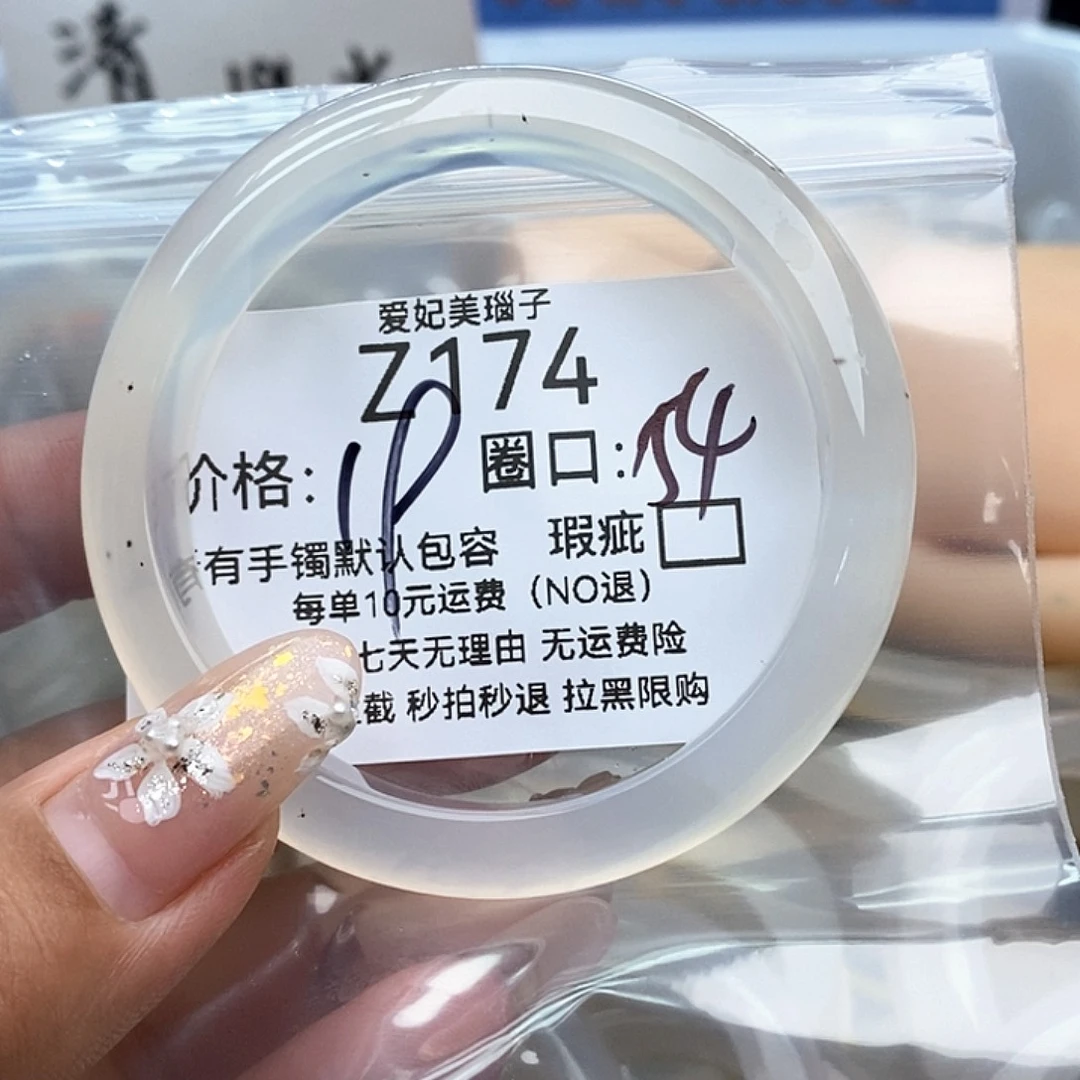 清
爱妃美瑙子
Z174
价格: 圈口:54
有手镯默认包容 瑕疵
每单10元运费（NO退）
七天无理由 无运费险
截 秒拍秒退 拉黑限购